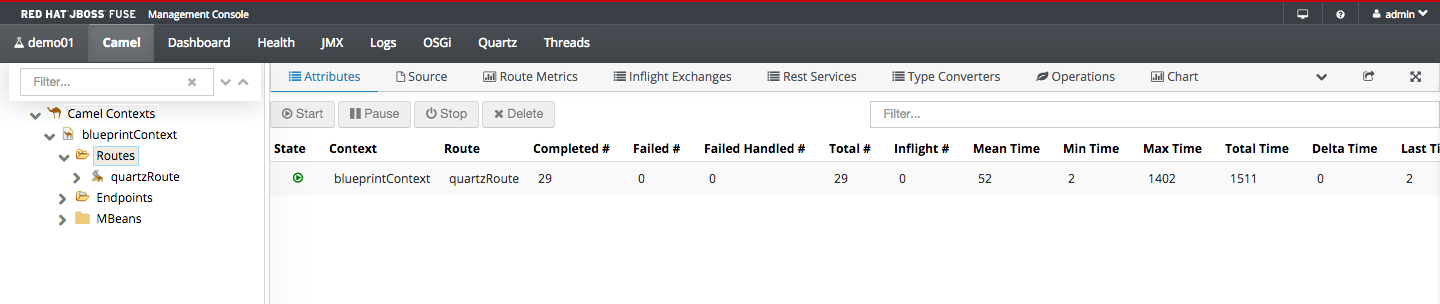 RED HAT JBOSS FUSE Management Console admin
demo01 Camel Dashboard Health JMX Logs OSGi Quartz Threads
Filter...
Attributes Source Route Metrics Inflight Exchanges Rest Services Type Converters Operations Chart
Start Pause Stop Delete Filter...
Camel Contexts
blueprintContext
Routes
quartzRoute
Endpoints
MBeans
State Context Route Completed # Failed # Failed Handled # Total # Inflight # Mean Time Min Time Max Time Total Time Delta Time Last Ti
blueprintContext quartzRoute 29 0 0 29 0 52 2 1402 1511 0 2